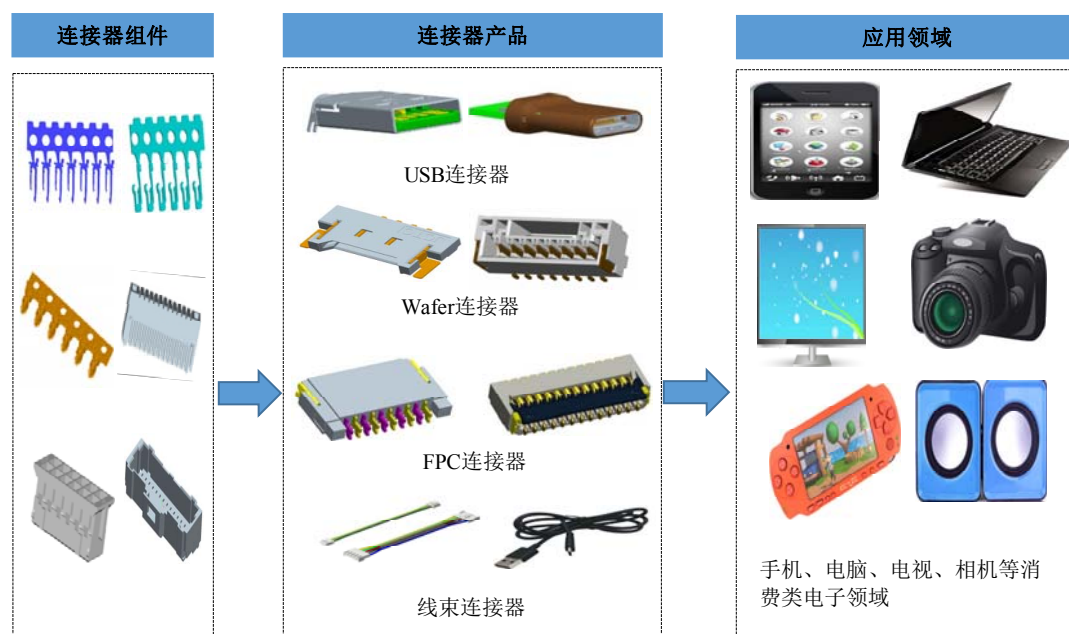 连接器组件
连接器产品
应用领域
USB连接器
Wafer连接器
FPC连接器
线束连接器
手机、电脑、电视、相机等消
费类电子领域